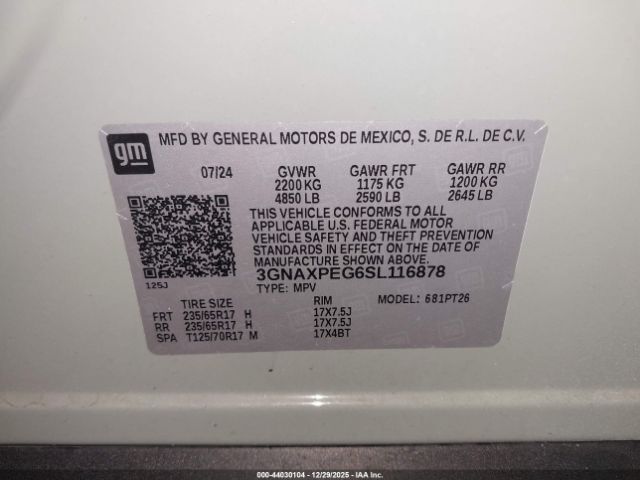 gm
MFD BY GENERAL MOTORS DE MEXICO, S. DE R.L. DE C.V.
07/24 GVWR GAWR FRT GAWR RR
2200 KG 1175 KG 1200 KG
4850 LB 2590 LB 2645 LB
THIS VEHICLE CONFORMS TO ALL
APPLICABLE U.S. FEDERAL MOTOR
VEHICLE SAFETY AND THEFT PREVENTION
STANDARDS IN EFFECT ON THE DATE OF
MANUFACTURE SHOWN ABOVE.
3GNAXPEG6SL116878
125J
TYPE: MPV MODEL: 681PT26
TIRE SIZE RIM
FRT 235/65R17 H 17X7.5J
RR 235/65R17 H 17X7.5J
SPA T125/70R17 M 17X4BT
000-44030104 - 12/29/2025 - IAA, Inc.